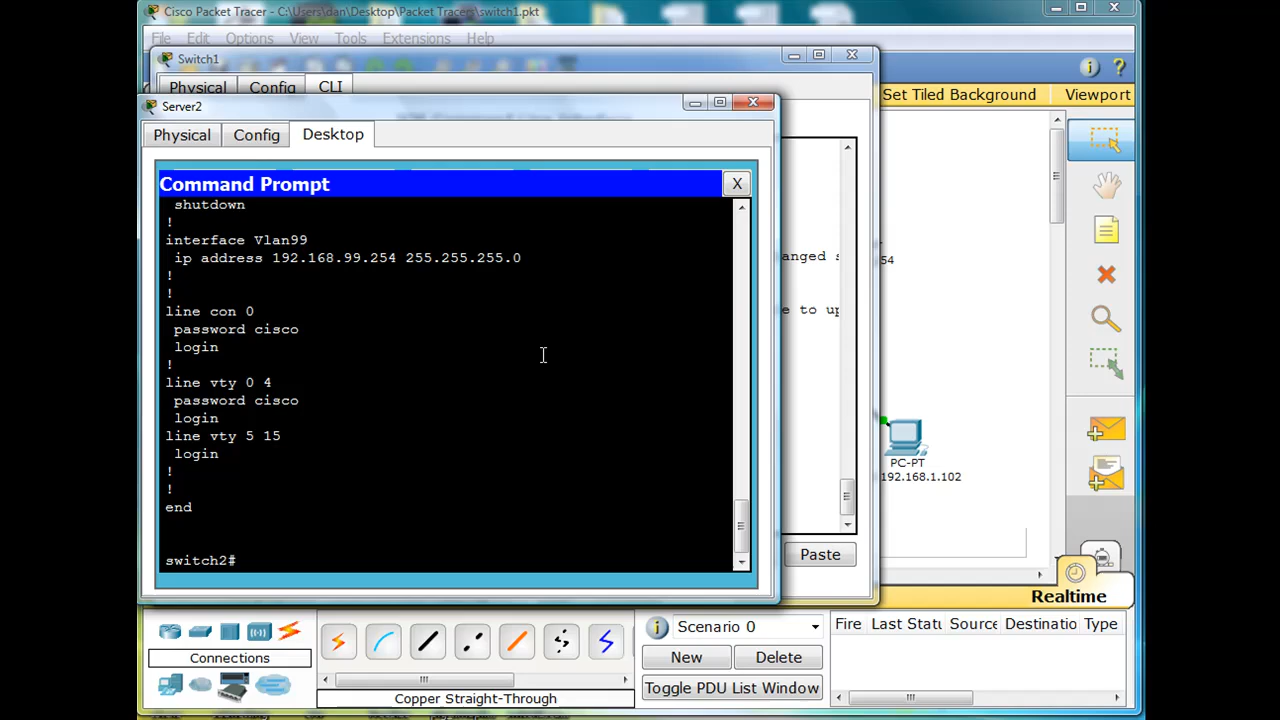 Cisco Packet Tracer - C:\Users\dan\Desktop\Packet Tracers\switch1.pkt
File Edit Options View Tools Extensions Help
Switch1
Physical Config CLI
Set Tiled Background Viewport
Server2
Physical Config Desktop
Command Prompt X
shutdown
!
interface Vlan99
ip address 192.168.99.254 255.255.255.0
!
!
line con 0
password cisco
login
!
line vty 0 4
password cisco
login
line vty 5 15
login
!
!
end
switch2#
anged s
e to up
54
PC-PT
192.168.1.102
Paste
Realtime
Connections
Copper Straight-Through
Scenario 0
New Delete
Toggle PDU List Window
Fire Last Statu Source Destinatio Type